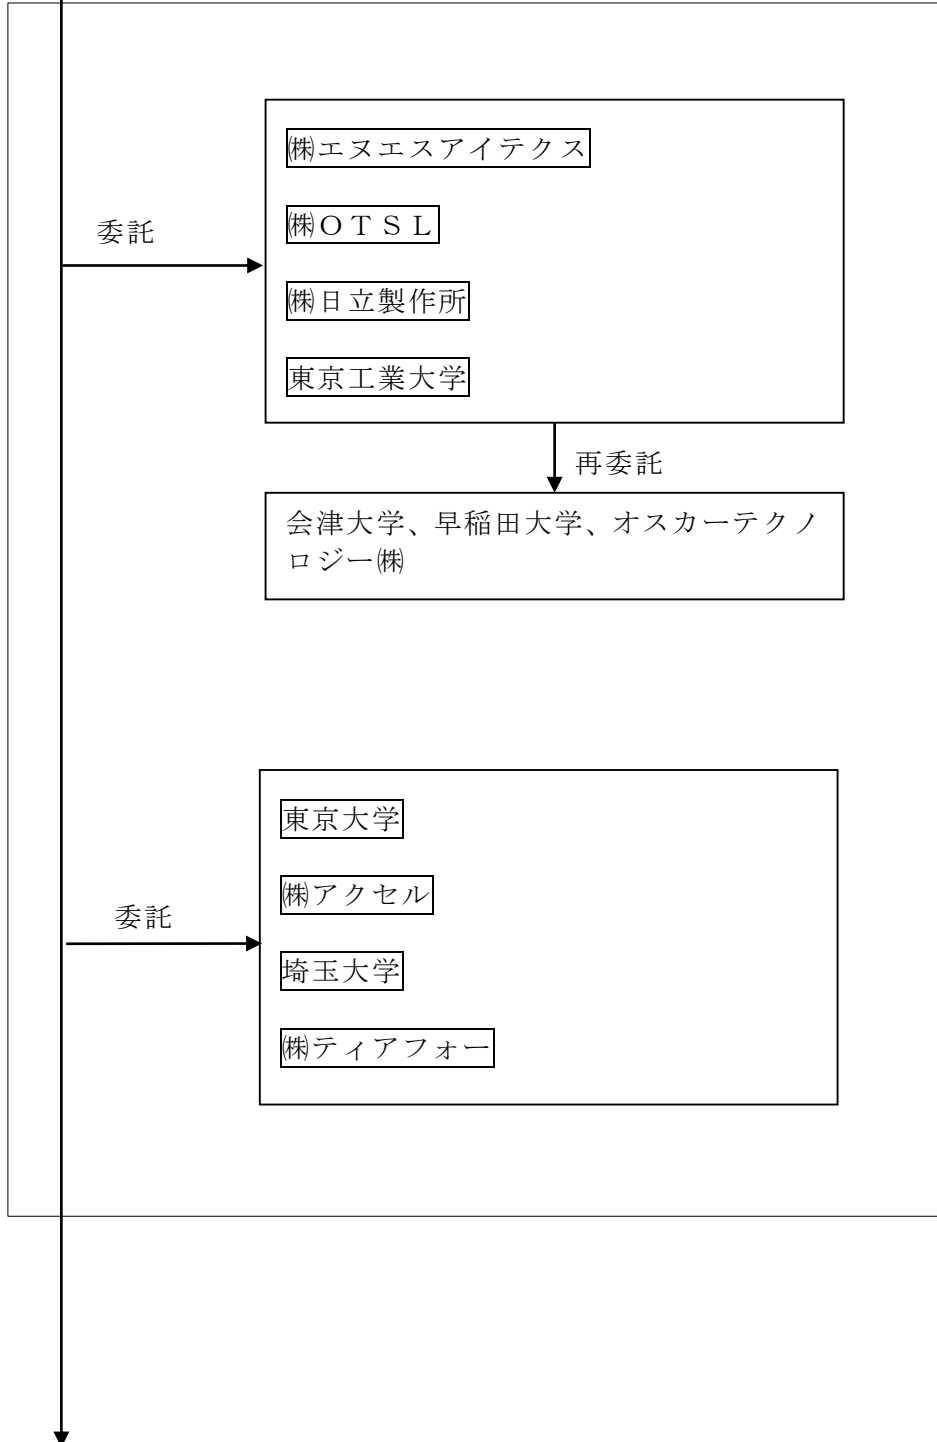 ㈱エヌエスアイテクス
㈱ＯＴＳＬ
委託
㈱日立製作所
東京工業大学
再委託
会津大学、早稲田大学、オスカーテクノ
ロジー㈱
東京大学
㈱アクセル
委託
埼玉大学
㈱ティアフォー